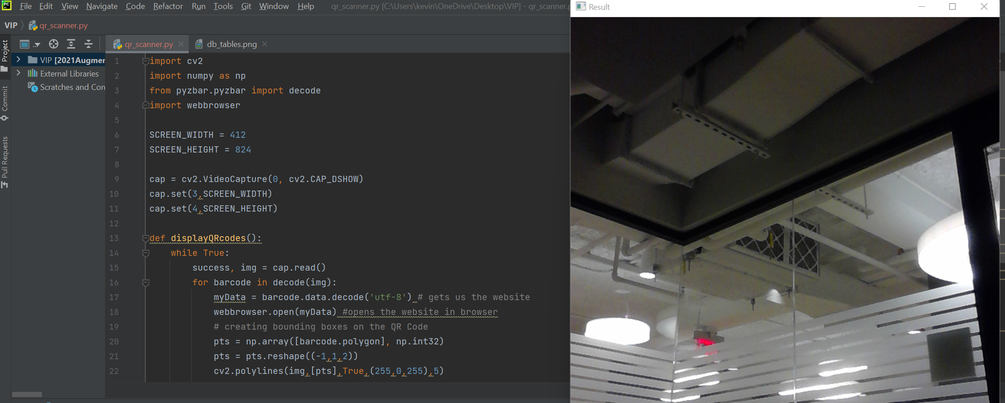 File Edit View Navigate Code Refactor Run Tools Git Window Help qr_scanner.py [C:\Users\kevin\OneDrive\Desktop\VIP] - qr_scanner.p
Result
VIP qr_scanner.py
qr_scanner.py db_tables.png
Project
Commit
Pull Requests
VIP [2021Augmen
External Libraries
Scratches and Con
1 import cv2
2 import numpy as np
3 from pyzbar.pyzbar import decode
4 import webbrowser
5
6 SCREEN_WIDTH = 412
7 SCREEN_HEIGHT = 824
8
9 cap = cv2.VideoCapture(0, cv2.CAP_DSHOW)
10 cap.set(3,SCREEN_WIDTH)
11 cap.set(4,SCREEN_HEIGHT)
12
13 def displayQRcodes():
14 while True:
15 success, img = cap.read()
16 for barcode in decode(img):
17 myData = barcode.data.decode('utf-8') # gets us the website
18 webbrowser.open(myData) #opens the website in browser
19 # creating bounding boxes on the QR Code
20 pts = np.array([barcode.polygon], np.int32)
21 pts = pts.reshape((-1,1,2))
22 cv2.polylines(img,[pts],True,(255,0,255),5)